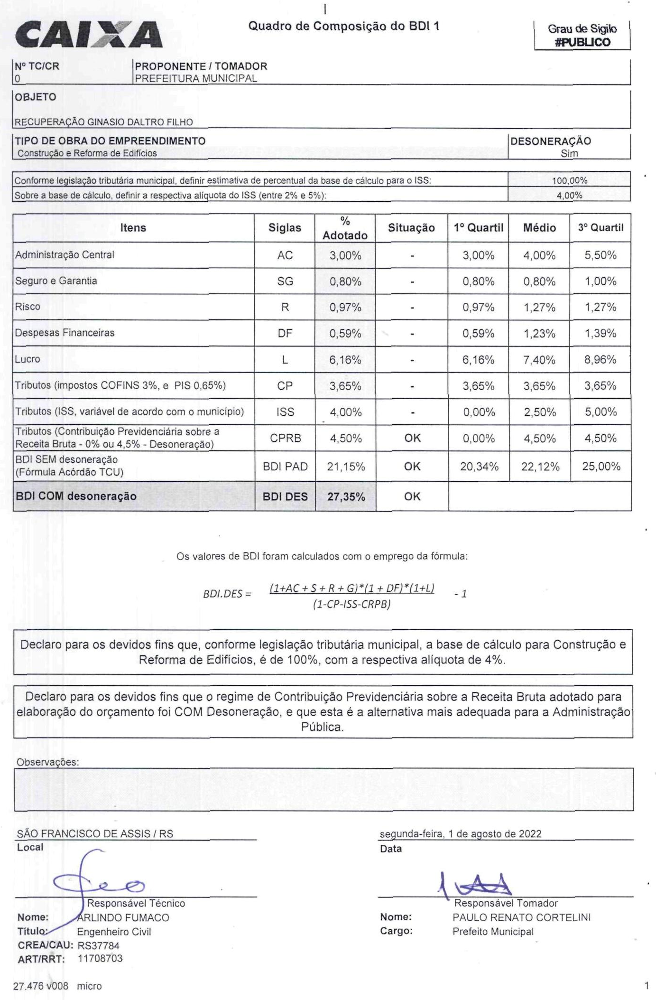 CAIXA
Quadro de Composição do BDI 1
Grau de Sigilo
#PUBLICO
Nº TC/CR
0
PROPONENTE / TOMADOR
PREFEITURA MUNICIPAL
OBJETO
RECUPERAÇÃO GINASIO DALTRO FILHO
TIPO DE OBRA DO EMPREENDIMENTO
Construção e Reforma de Edifícios
DESONERAÇÃO
Sim
Conforme legislação tributária municipal, definir estimativa de percentual da base de cálculo para o ISS: 100,00%
Sobre a base de cálculo, definir a respectiva alíquota do ISS (entre 2% e 5%): 4,00%
Itens Siglas % Adotado Situação 1º Quartil Médio 3º Quartil
Administração Central AC 3,00% - 3,00% 4,00% 5,50%
Seguro e Garantia SG 0,80% - 0,80% 0,80% 1,00%
Risco R 0,97% - 0,97% 1,27% 1,27%
Despesas Financeiras DF 0,59% - 0,59% 1,23% 1,39%
Lucro L 6,16% - 6,16% 7,40% 8,96%
Tributos (impostos COFINS 3%, e PIS 0,65%) CP 3,65% - 3,65% 3,65% 3,65%
Tributos (ISS, variável de acordo com o município) ISS 4,00% - 0,00% 2,50% 5,00%
Tributos (Contribuição Previdenciária sobre a
Receita Bruta - 0% ou 4,5% - Desoneração) CPRB 4,50% OK 0,00% 4,50% 4,50%
BDI SEM desoneração
(Fórmula Acórdão TCU) BDI PAD 21,15% OK 20,34% 22,12% 25,00%
BDI COM desoneração BDI DES 27,35% OK
Os valores de BDI foram calculados com o emprego da fórmula:
BDI.DES = (1+AC + S + R + G)*(1 + DF)*(1+L) - 1
(1-CP-ISS-CRPB)
Declaro para os devidos fins que, conforme legislação tributária municipal, a base de cálculo para Construção e
Reforma de Edifícios, é de 100%, com a respectiva alíquota de 4%.
Declaro para os devidos fins que o regime de Contribuição Previdenciária sobre a Receita Bruta adotado para
elaboração do orçamento foi COM Desoneração, e que esta é a alternativa mais adequada para a Administração
Pública.
Observações:
SÃO FRANCISCO DE ASSIS / RS
Local
segunda-feira, 1 de agosto de 2022
Data
Responsável Técnico
Nome: ARLINDO FUMACO
Título: Engenheiro Civil
CREA/CAU: RS37784
ART/RRT: 11708703
Responsável Tomador
Nome: PAULO RENATO CORTELINI
Cargo: Prefeito Municipal
27.476 v008 micro
1